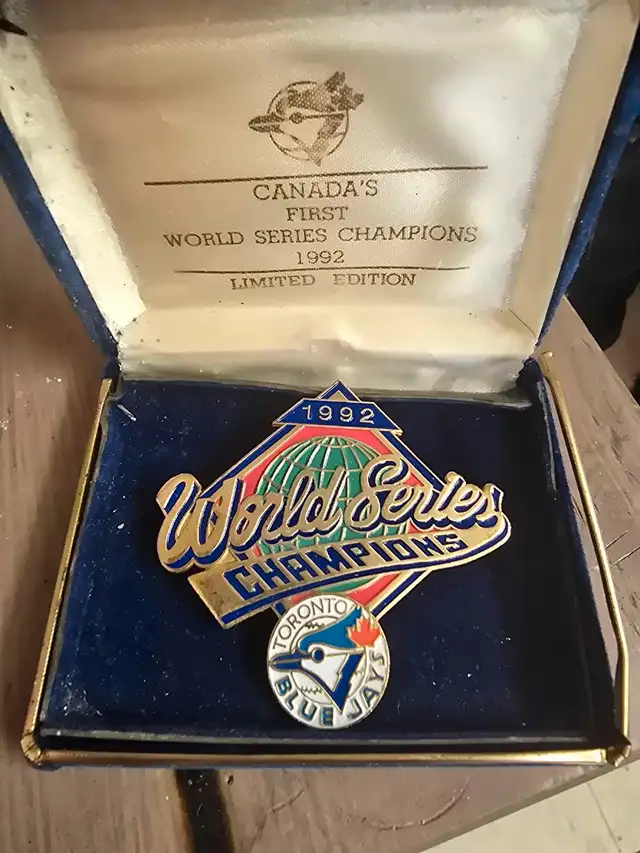 CANADA'S
FIRST
WORLD SERIES CHAMPIONS
1992
LIMITED EDITION
1992
World Series
CHAMPIONS
TORONTO
BLUE JAYS